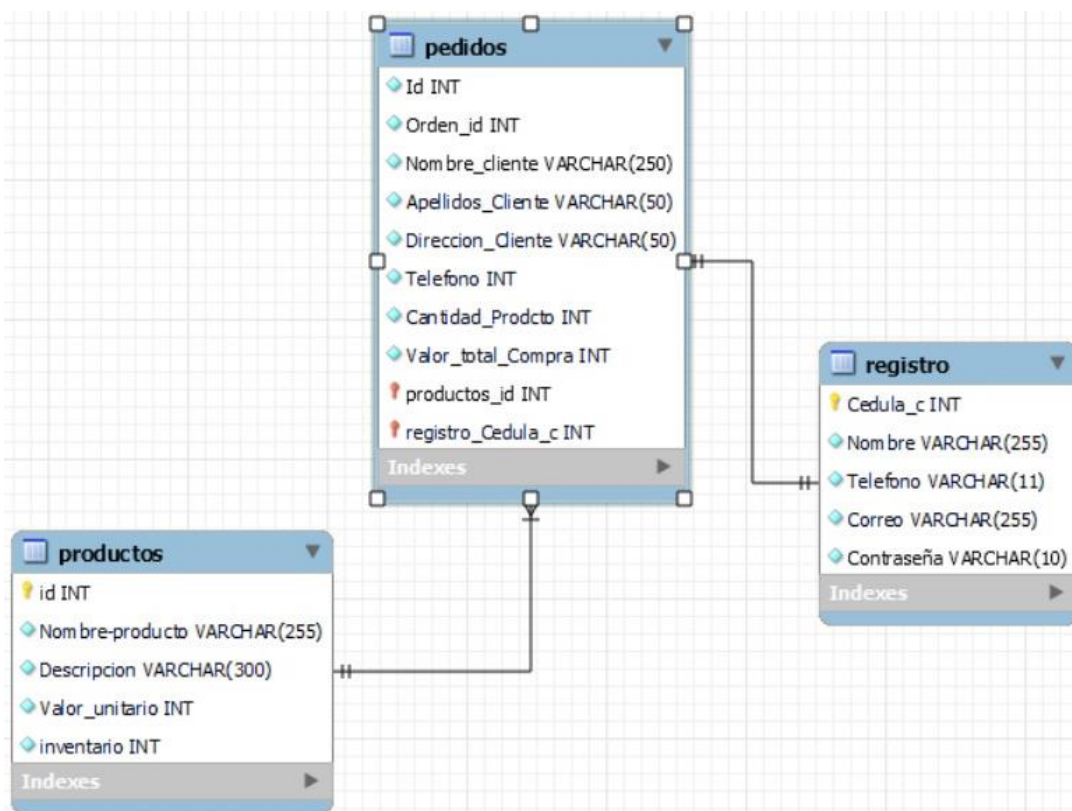 pedidos
Id INT
Orden_id INT
Nombre_cliente VARCHAR(250)
Apellidos_Cliente VARCHAR(50)
Direccion_Cliente VARCHAR(50)
Telefono INT
Cantidad_Prodcto INT
Valor_total_Compra INT
productos_id INT
registro_Cedula_c INT
Indexes
registro
Cedula_c INT
Nombre VARCHAR(255)
Telefono VARCHAR(11)
Correo VARCHAR(255)
Contraseña VARCHAR(10)
Indexes
productos
id INT
Nombre-producto VARCHAR(255)
Descripcion VARCHAR(300)
Valor_unitario INT
inventario INT
Indexes